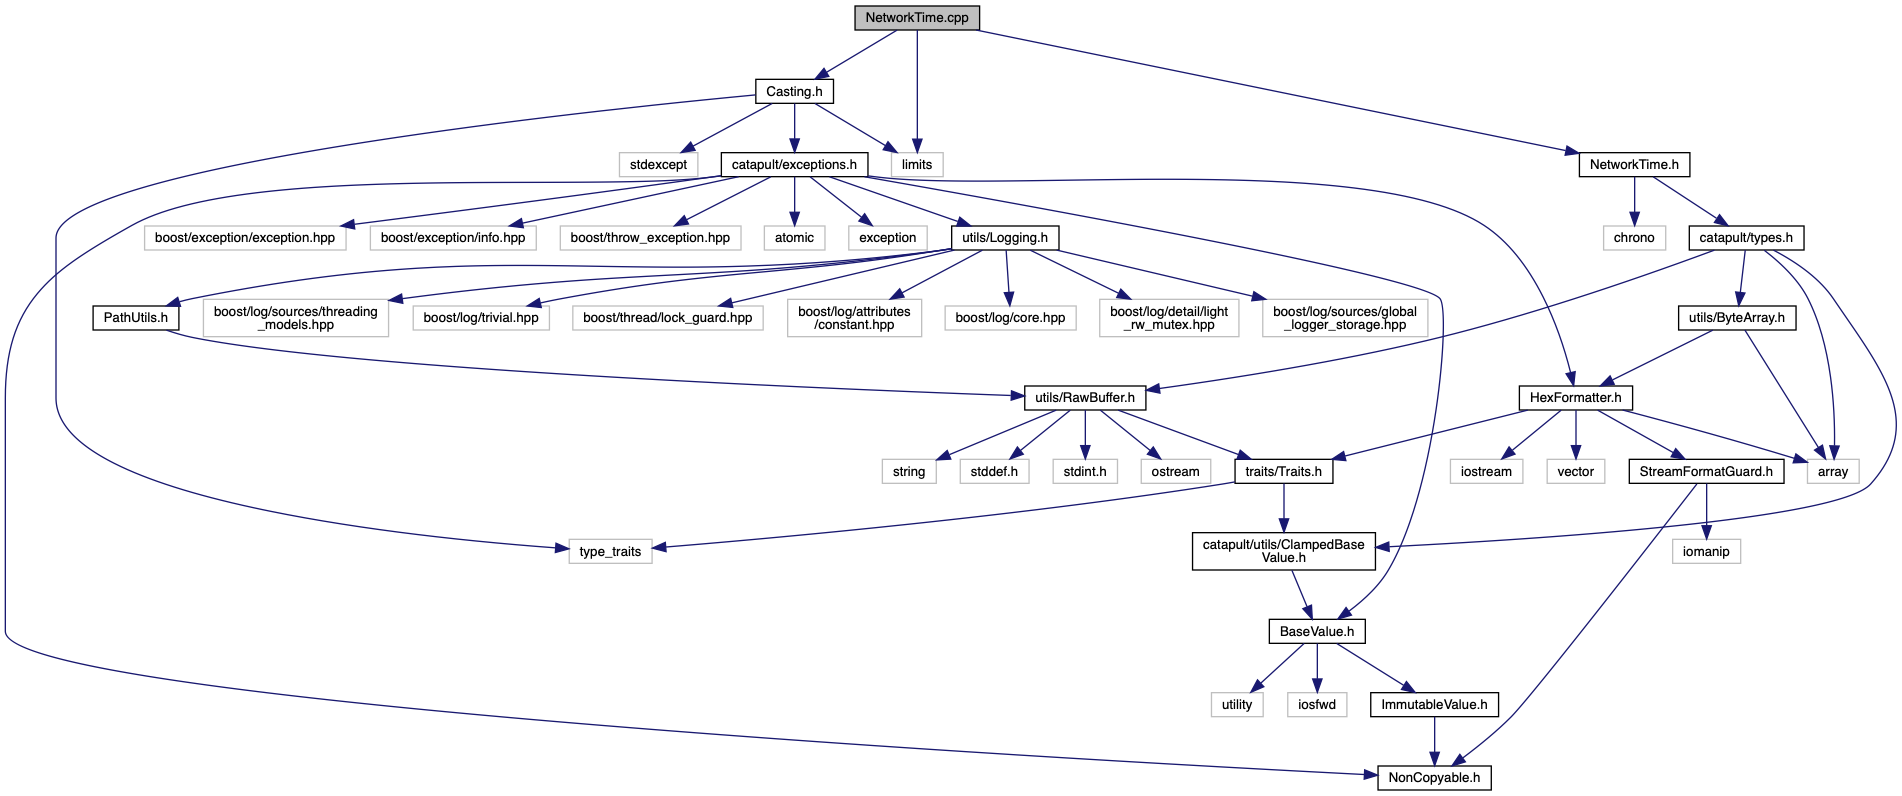 NetworkTime.cpp
Casting.h
stdexcept
catapult/exceptions.h
limits
NetworkTime.h
boost/exception/exception.hpp
boost/exception/info.hpp
boost/throw_exception.hpp
atomic
exception
utils/Logging.h
chrono
catapult/types.h
PathUtils.h
boost/log/sources/threading
_models.hpp
boost/log/trivial.hpp
boost/thread/lock_guard.hpp
boost/log/attributes
/constant.hpp
boost/log/core.hpp
boost/log/detail/light
_rw_mutex.hpp
boost/log/sources/global
_logger_storage.hpp
utils/ByteArray.h
utils/RawBuffer.h
HexFormatter.h
string
stddef.h
stdint.h
ostream
traits/Traits.h
iostream
vector
StreamFormatGuard.h
array
type_traits
catapult/utils/ClampedBase
Value.h
iomanip
BaseValue.h
utility
iosfwd
ImmutableValue.h
NonCopyable.h